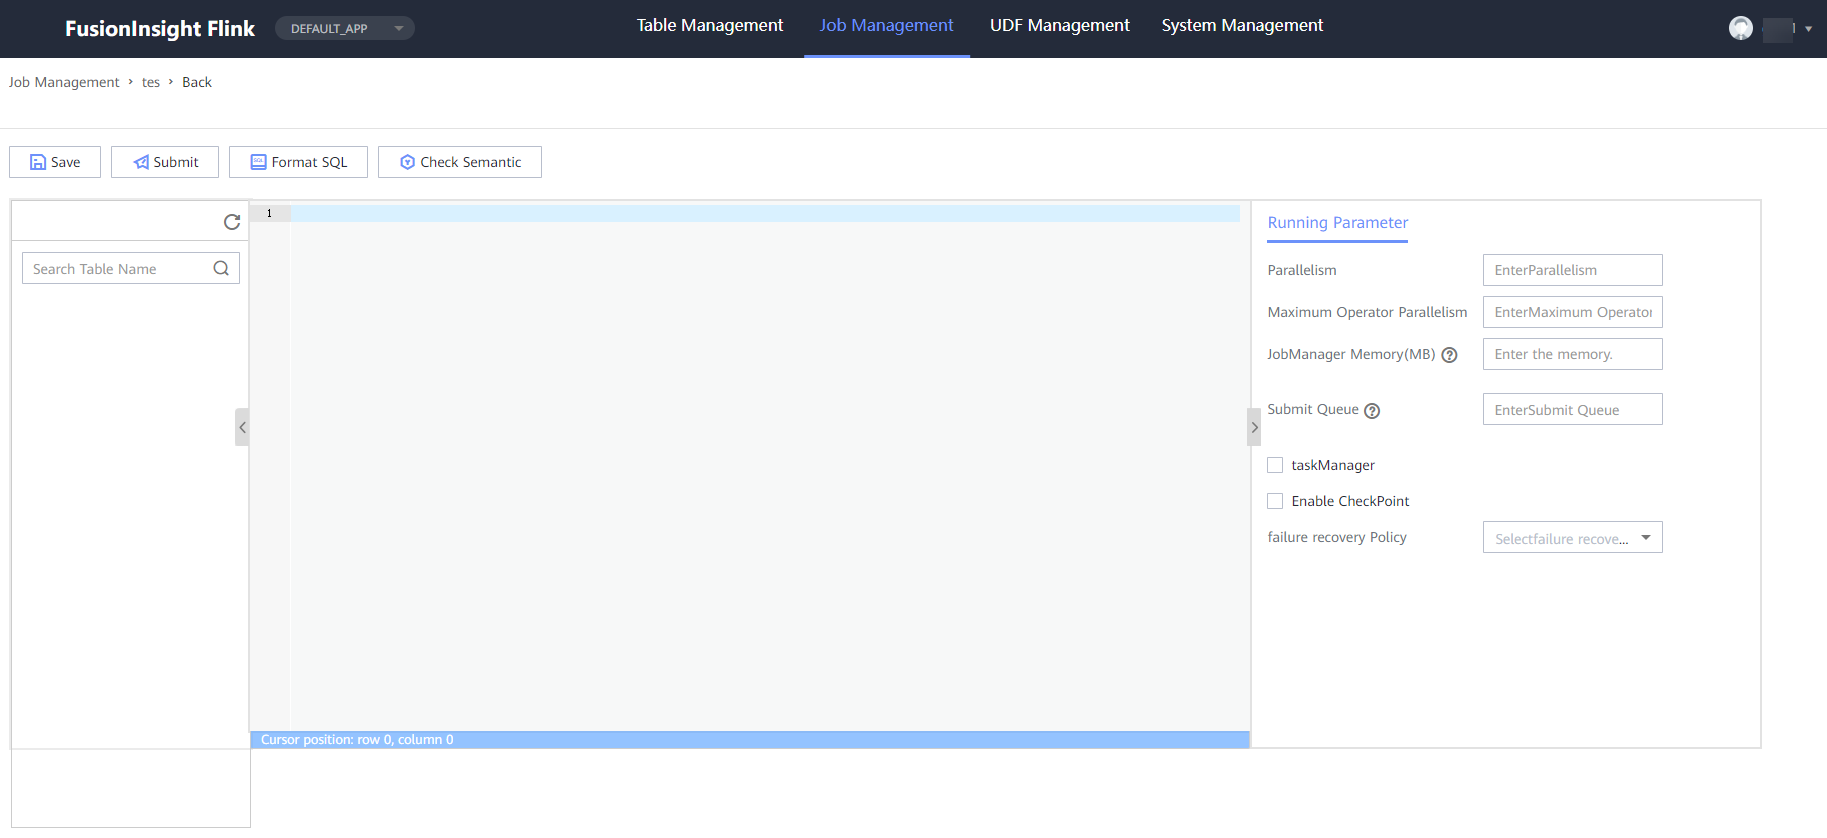 FusionInsight Flink
DEFAULT_APP
Table Management
Job Management
UDF Management
System Management
Job Management > tes > Back
Save
Submit
Format SQL
Check Semantic
Search Table Name
1
Cursor position: row 0, column 0
Running Parameter
Parallelism
EnterParallelism
Maximum Operator Parallelism
EnterMaximum Operator
JobManager Memory(MB) ?
Enter the memory.
Submit Queue ?
EnterSubmit Queue
taskManager
Enable CheckPoint
failure recovery Policy
Selectfailure recove...